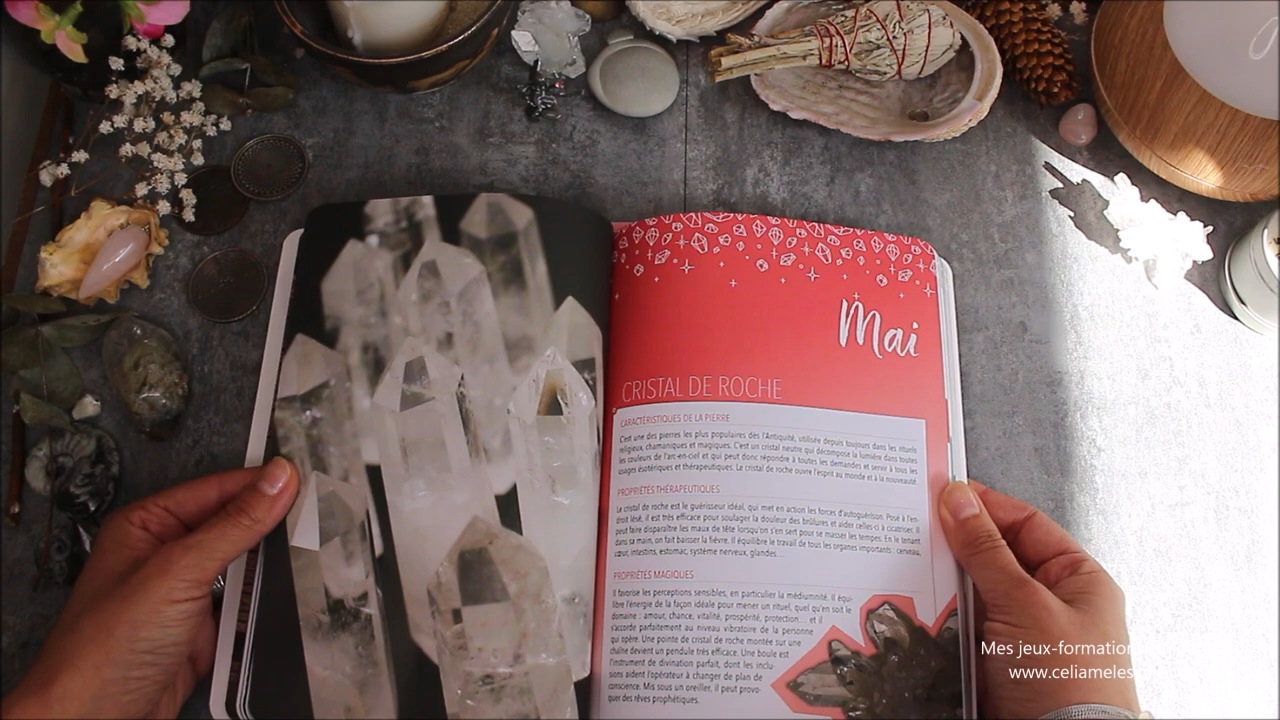 Mai
CRISTAL DE ROCHE
CARACTÉRISTIQUES DE LA PIERRE
C'est une des pierres les plus populaires dès l'Antiquité, utilisée depuis toujours dans les rituels
religieux, chamaniques et magiques. C'est un cristal neutre qui décompose la lumière dans toutes
les couleurs de l'arc-en-ciel et qui peut donc répondre à toutes les demandes et servir à tous les
usages ésotériques et thérapeutiques. Le cristal de roche ouvre l'esprit au monde et à la nouveauté.
PROPRIÉTÉS THÉRAPEUTIQUES
Le cristal de roche est le guérisseur idéal, qui met en action les forces d'autoguérison. Posé à l'en-
droit lésé, il est très efficace pour soulager la douleur des brûlures et aider celles-ci à cicatriser. Il
peut faire disparaître les maux de tête lorsqu'on s'en sert pour se masser les tempes. En le tenant
dans sa main, on fait baisser la fièvre. Il équilibre le travail de tous les organes importants : cerveau,
cœur, intestins, estomac, système nerveux, glandes...
PROPRIÉTÉS MAGIQUES
Il favorise les perceptions sensibles, en particulier la médiumnité. Il équi-
libre l'énergie de la façon idéale pour mener un rituel, quel qu'en soit le
domaine : amour, chance, vitalité, prospérité, protection... et il
s'accorde parfaitement au niveau vibratoire de la personne
qui opère. Une pointe de cristal de roche montée sur une
chaîne devient un pendule très efficace. Une boule est
l'instrument de divination parfait, dont les inclu-
sions aident l'opérateur à changer de plan de
conscience. Mis sous un oreiller, il peut provo-
quer des rêves prophétiques.
Mes jeux-formation
www.celiameles